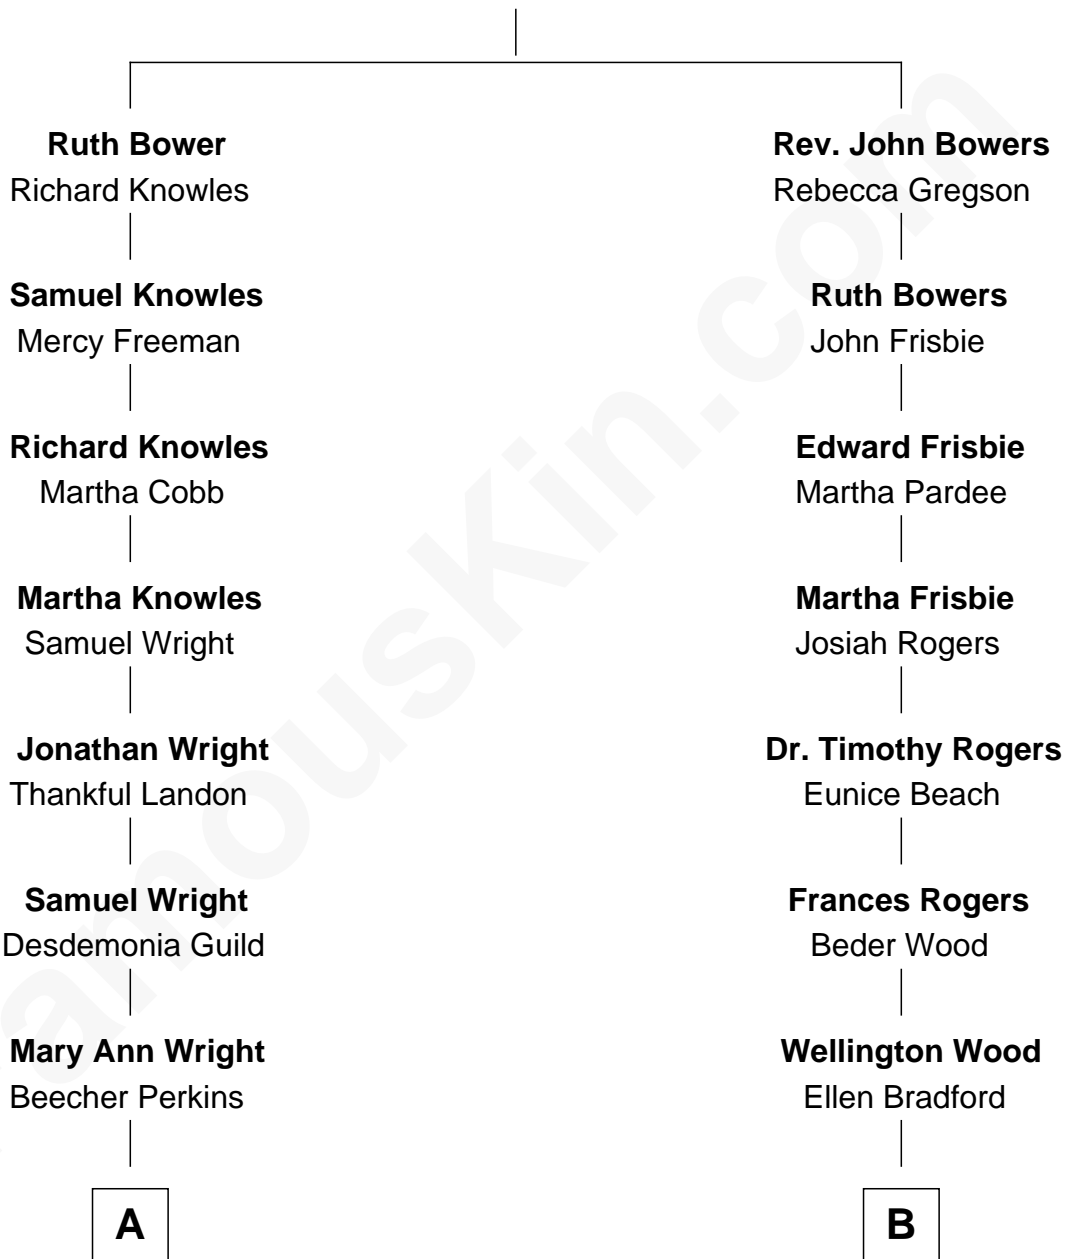 Ruth Bower
Richard Knowles
Samuel Knowles
Mercy Freeman
Richard Knowles
Martha Cobb
Martha Knowles
Samuel Wright
Jonathan Wright
Thankful Landon
Samuel Wright
Desdemonia Guild
Mary Ann Wright
Beecher Perkins
A
Rev. John Bowers
Rebecca Gregson
Ruth Bowers
John Frisbie
Edward Frisbie
Martha Pardee
Martha Frisbie
Josiah Rogers
Dr. Timothy Rogers
Eunice Beach
Frances Rogers
Beder Wood
Wellington Wood
Ellen Bradford
B
amousKin.com